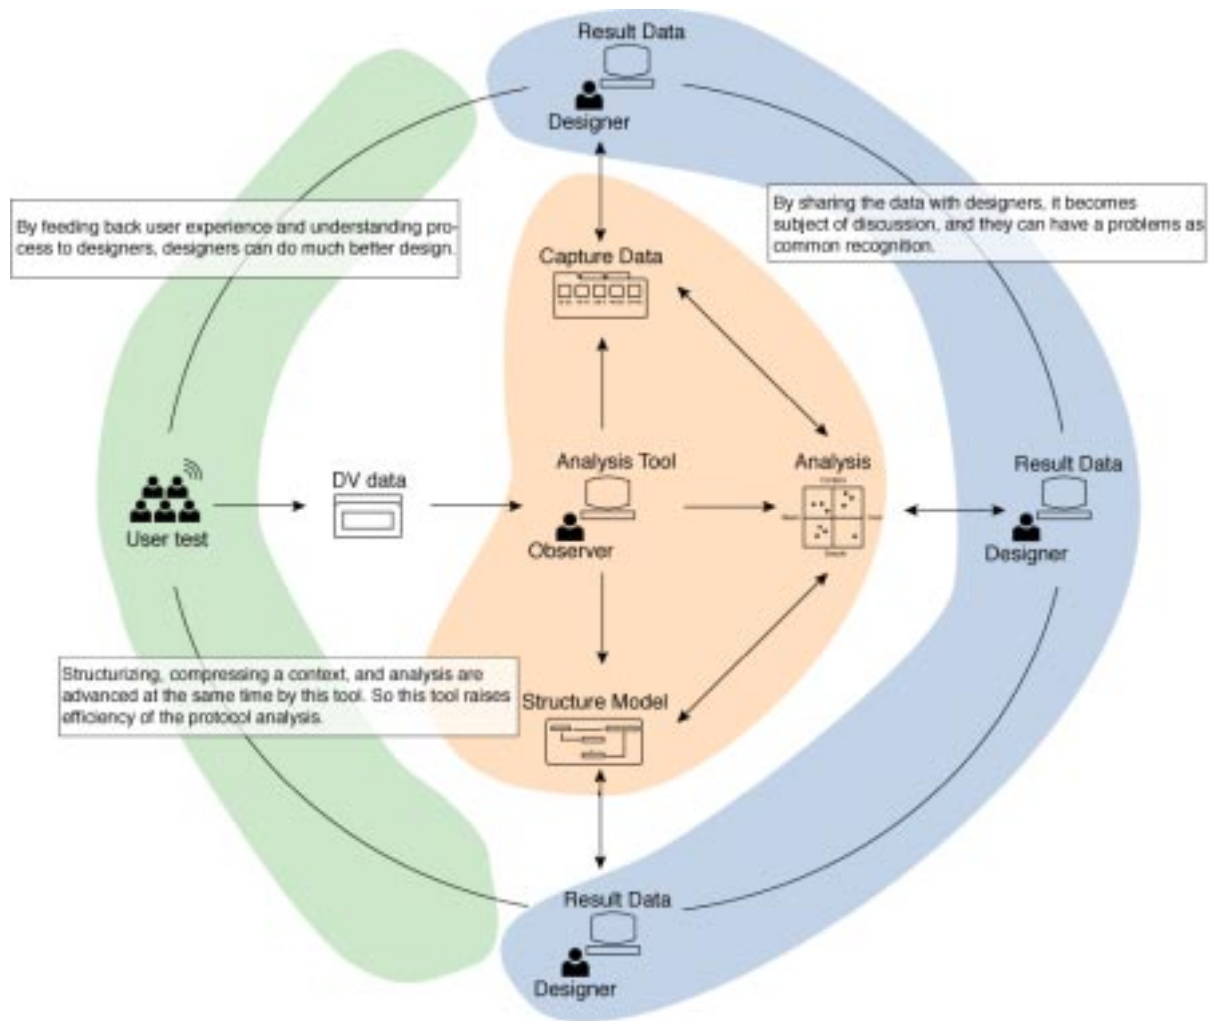 Result Data
Designer
By feeding back user experience and understanding pro-
cess to designers, designers can do much better design.
By sharing the data with designers, it becomes
subject of discussion, and they can have a problems as
common recognition.
Capture Data
User test
DV data
Analysis Tool
Observer
Analysis
Result Data
Designer
Structurizing, compressing a context, and analysis are
advanced at the same time by this tool. So this tool raises
efficiency of the protocol analysis.
Structure Model
Result Data
Designer